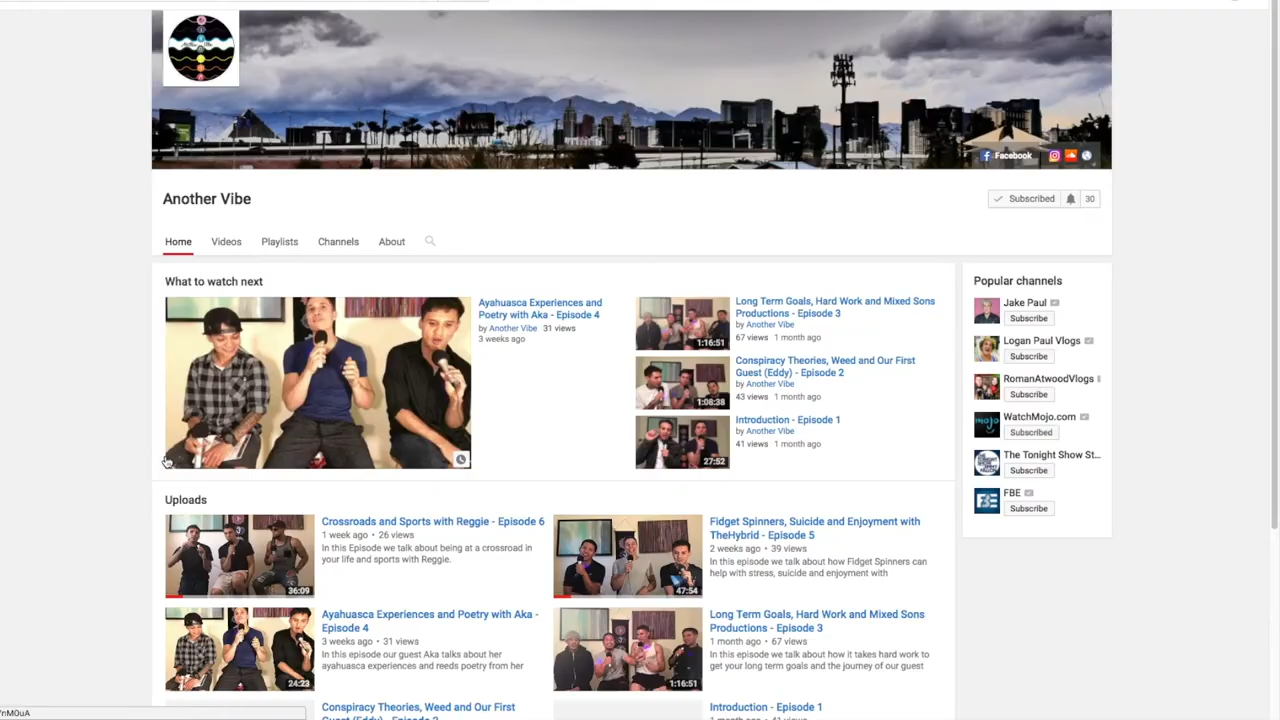 Facebook
Another Vibe
Subscribed 30
Home Videos Playlists Channels About
What to watch next
Ayahuasca Experiences and
Poetry with Aka - Episode 4
by Another Vibe 31 views
3 weeks ago
1:16:51
Long Term Goals, Hard Work and Mixed Sons
Productions - Episode 3
by Another Vibe
67 views 1 month ago
1:08:38
Conspiracy Theories, Weed and Our First
Guest (Eddy) - Episode 2
by Another Vibe
43 views 1 month ago
27:52
Introduction - Episode 1
by Another Vibe
41 views 1 month ago
Popular channels
Jake Paul
Subscribe
Logan Paul Vlogs
Subscribe
RomanAtwoodVlogs
Subscribe
mojo
WatchMojo.com
Subscribed
The Tonight Show St...
Subscribe
FBE
Subscribe
Uploads
36:09
Crossroads and Sports with Reggie - Episode 6
1 week ago • 26 views
In this Episode we talk about being at a crossroad in
your life and sports with Reggie.
47:54
Fidget Spinners, Suicide and Enjoyment with
TheHybrid - Episode 5
2 weeks ago • 39 views
In this episode we talk about how Fidget Spinners can
help with stress, suicide and enjoyment with
24:23
Ayahuasca Experiences and Poetry with Aka -
Episode 4
3 weeks ago • 31 views
In this episode our guest Aka talks about her
ayahuasca experiences and reeds poetry from her
1:16:51
Long Term Goals, Hard Work and Mixed Sons
Productions - Episode 3
1 month ago • 67 views
In this episode we talk about how it takes hard work to
get your long term goals and the journey of our guest
Conspiracy Theories, Weed and Our First
Guest (Eddy) - Episode 2
Introduction - Episode 1
1 month ago • 41 views
/nM0uA